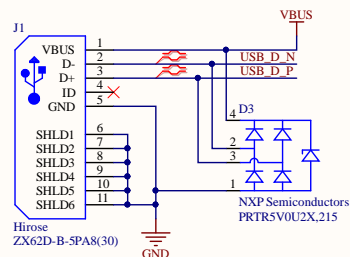 VBUS
J1
VBUS 1
D- 2 USB_D_N
D+ 3 USB_D_P
ID 4
GND 5
4 D3
2
3
1
SHLD1 6
SHLD2 7
SHLD3 8
SHLD4 9
SHLD5 10
SHLD6 11
NXP Semiconductors
PRTR5V0U2X,215
Hirose
ZX62D-B-5PA8(30)
GND